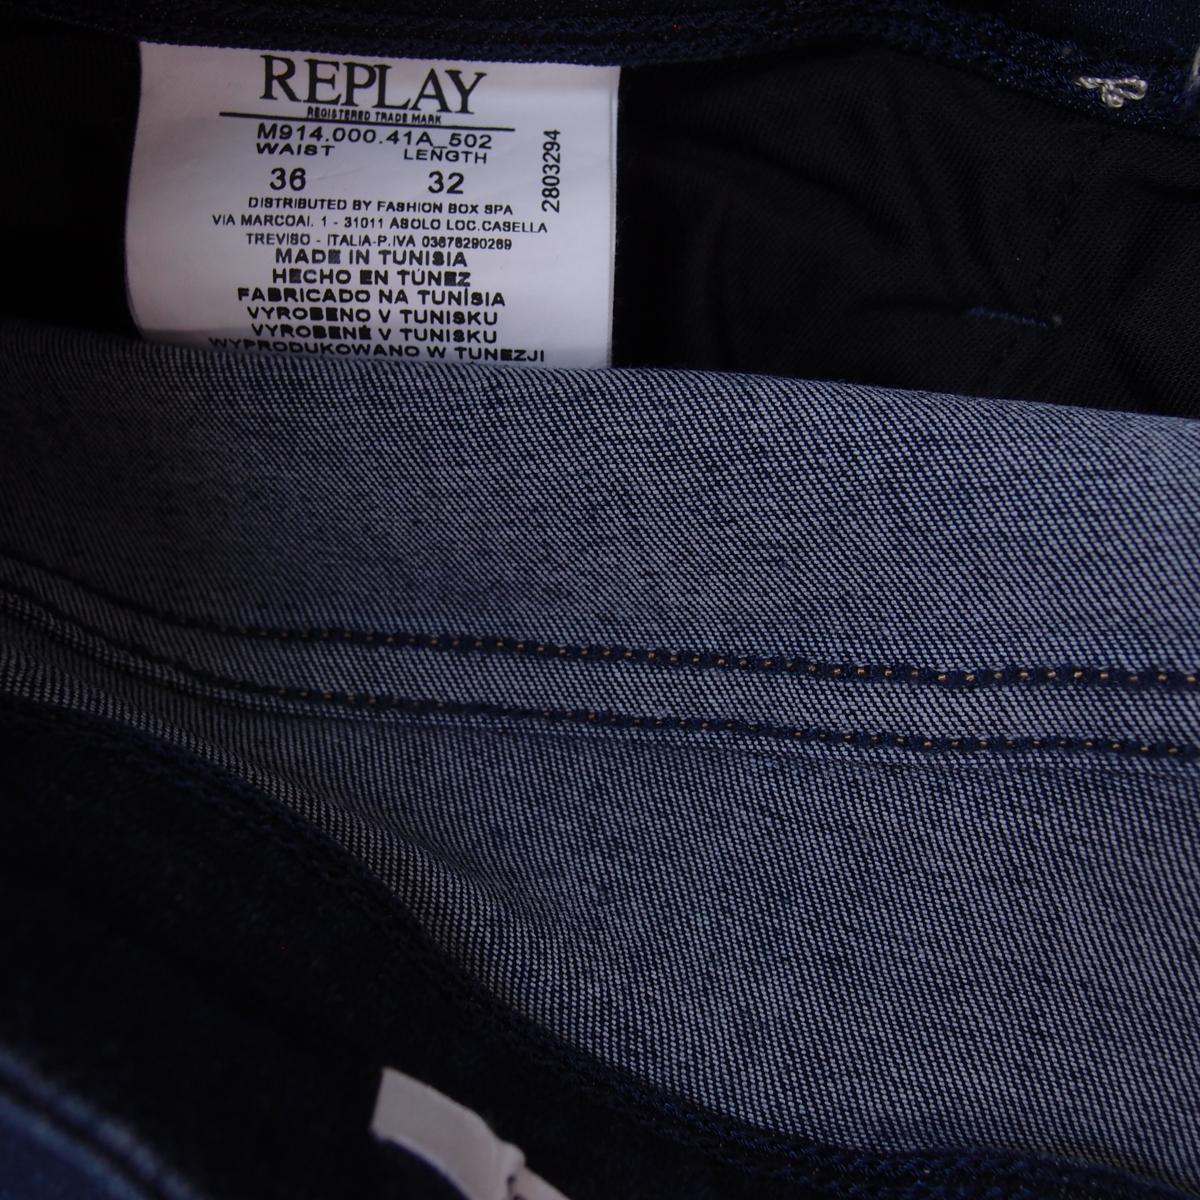 REPLAY
REGISTERED TRADE MARK
M914.000.41A_502
WAIST LENGTH
36 32
2803294
DISTRIBUTED BY FASHION BOX SPA
VIA MARCOAI. 1 - 31011 ASOLO LOC.CASELLA
TREVISO - ITALIA-P.IVA 03676290269
MADE IN TUNISIA
HECHO EN TÚNEZ
FABRICADO NA TUNÍSIA
VYROBENO V TUNISKU
VYROBENÉ V TUNISKU
WYPRODUKOWANO W TUNEZJI